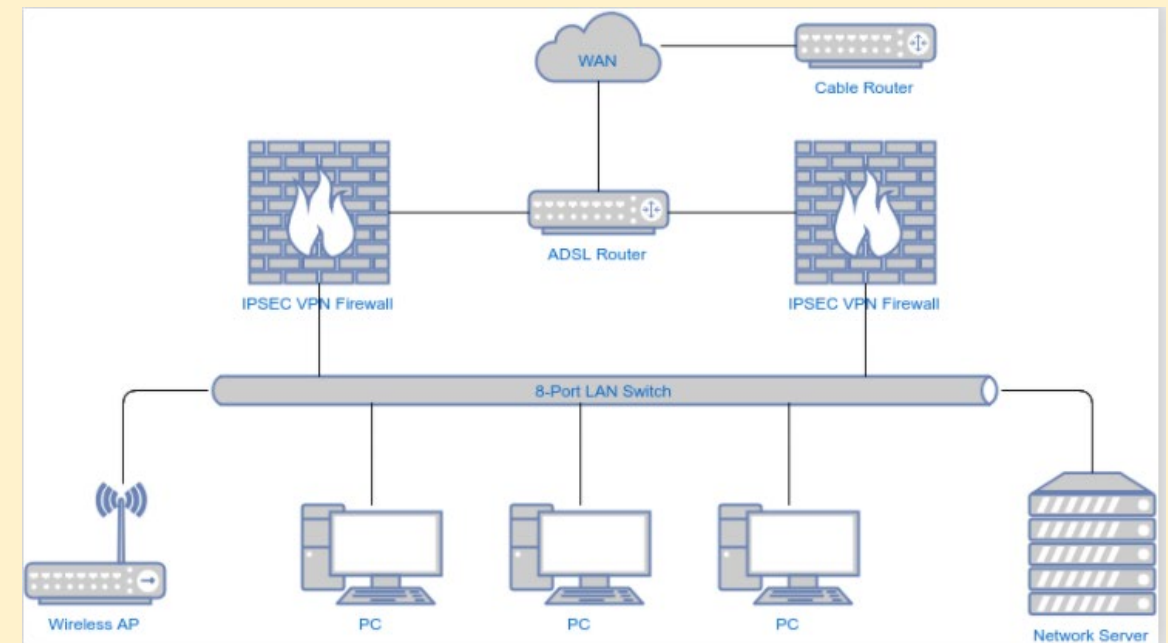 WAN
Cable Router
ADSL Router
IPSEC VPN Firewall
IPSEC VPN Firewall
8-Port LAN Switch
Wireless AP
PC
PC
PC
Network Server